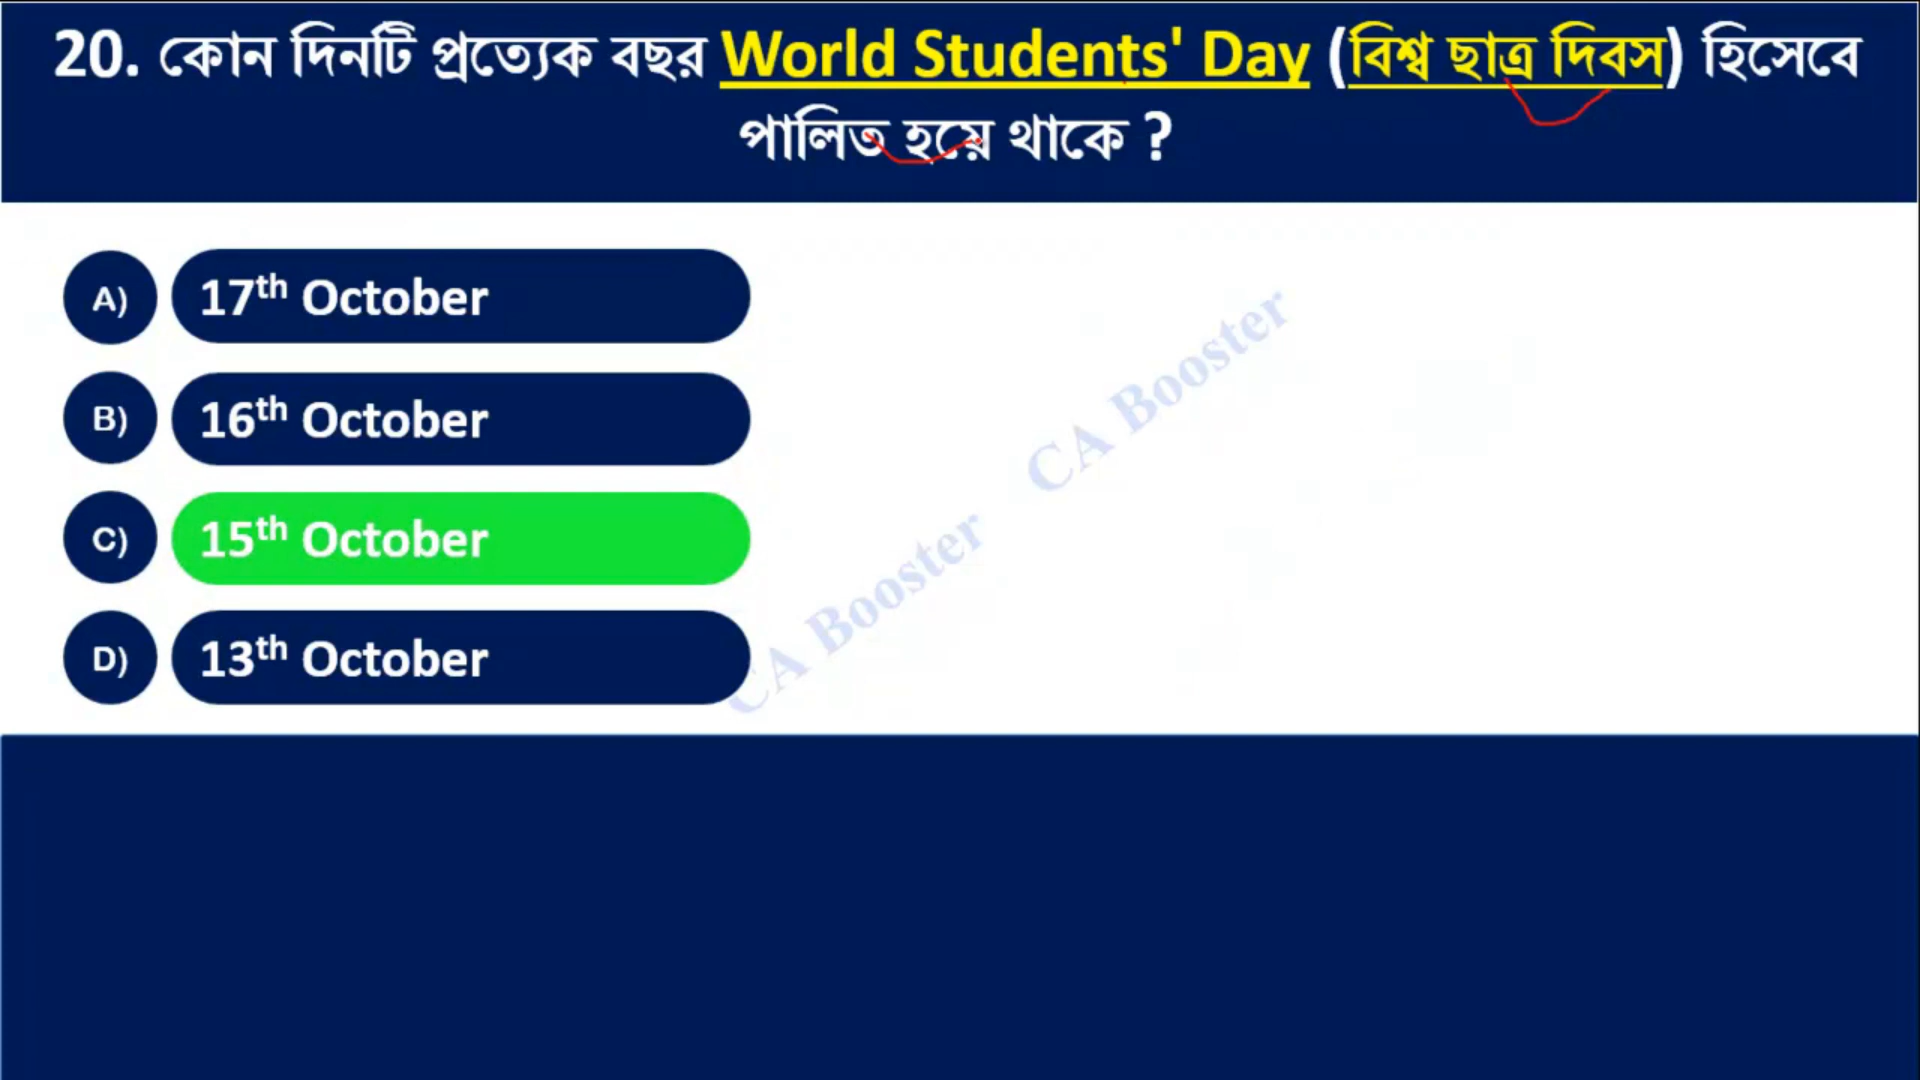 20. কোন দিনটি প্রত্যেক বছর World Students' Day (বিশ্ব ছাত্র দিবস) হিসেবে
পালিত হয়ে থাকে ?
A) 17th October
B) 16th October
C) 15th October
D) 13th October
CA Booster
CA Booster